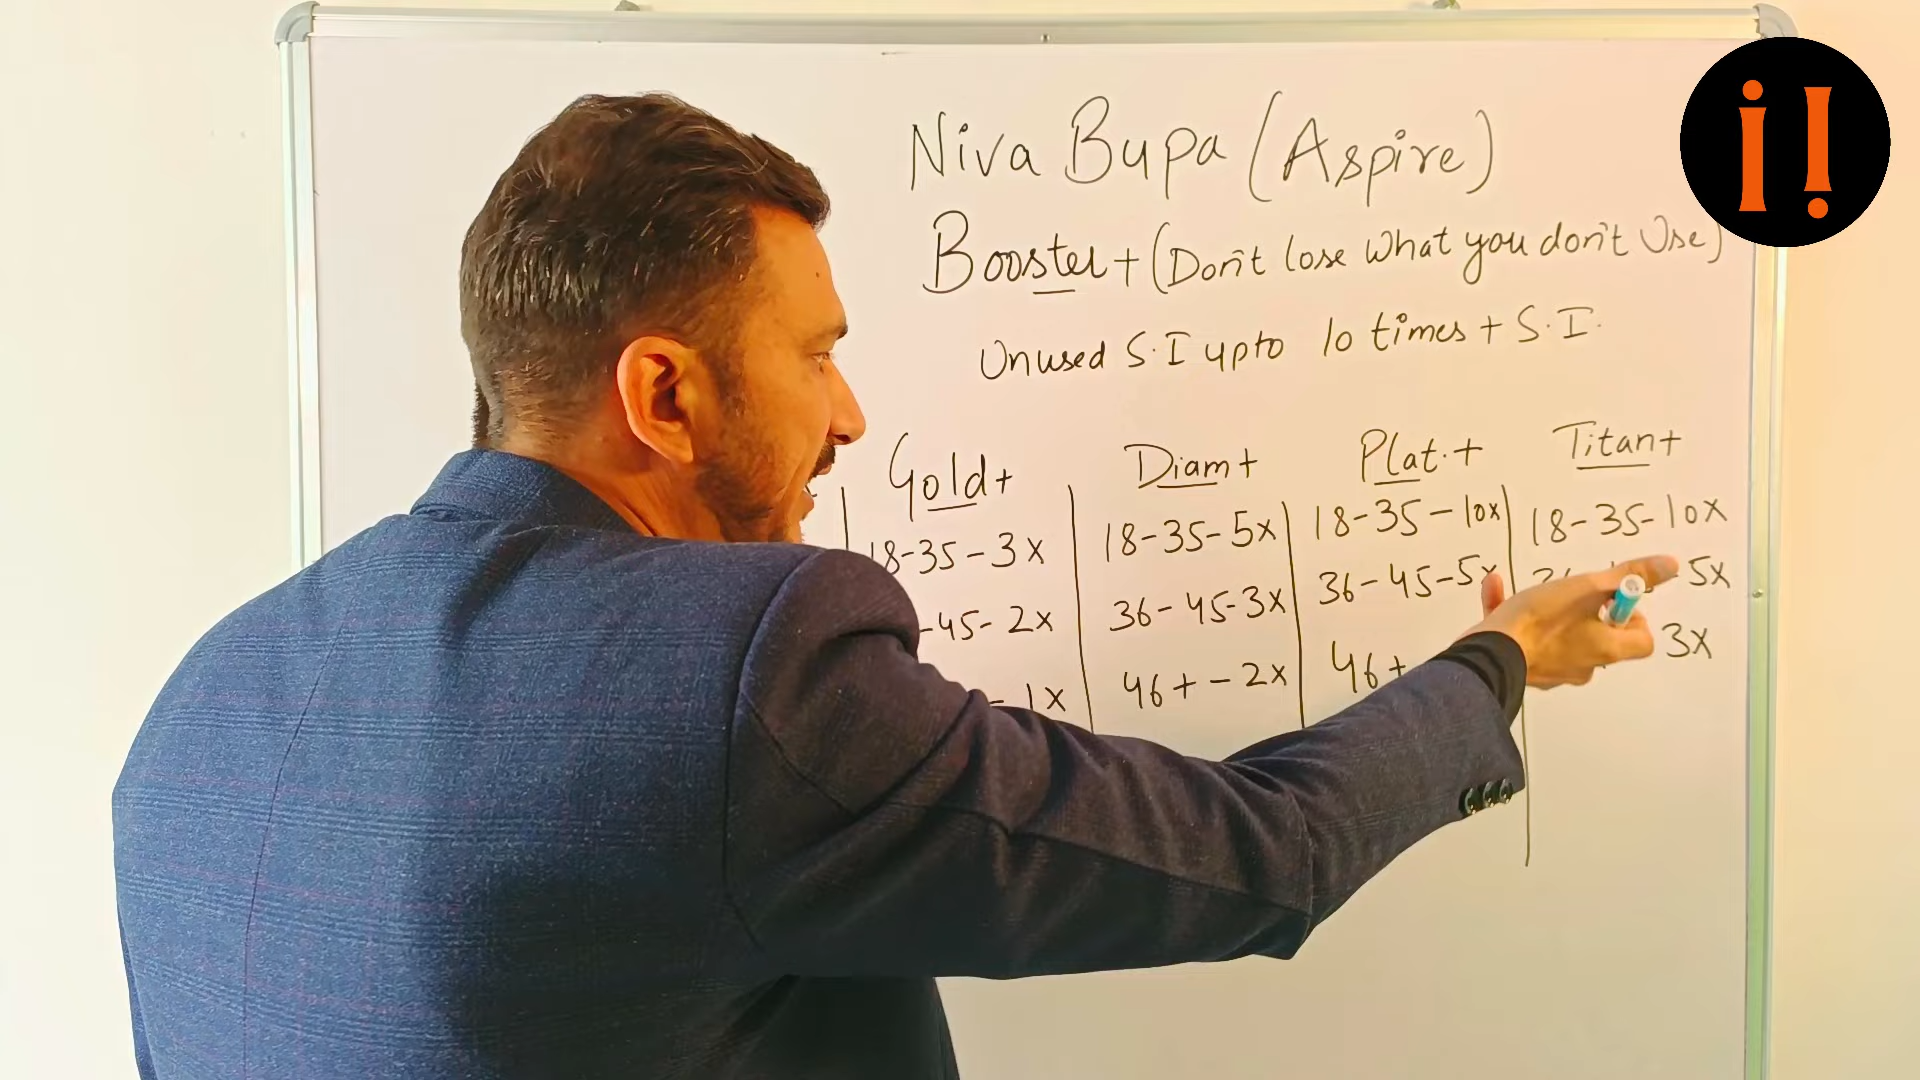 Niva Bupa (Aspire)
Booster + (Don't lose what you don't Use)
Unused S.I upto 10 times + S.I.
Gold+ Diam+ Plat.+ Titan+
18-35-3x 18-35-5x 18-35-10x 18-35-10x
-45-2x 36-45-3x 36-45-5x -5x
-1x 46+-2x 46+ 3x